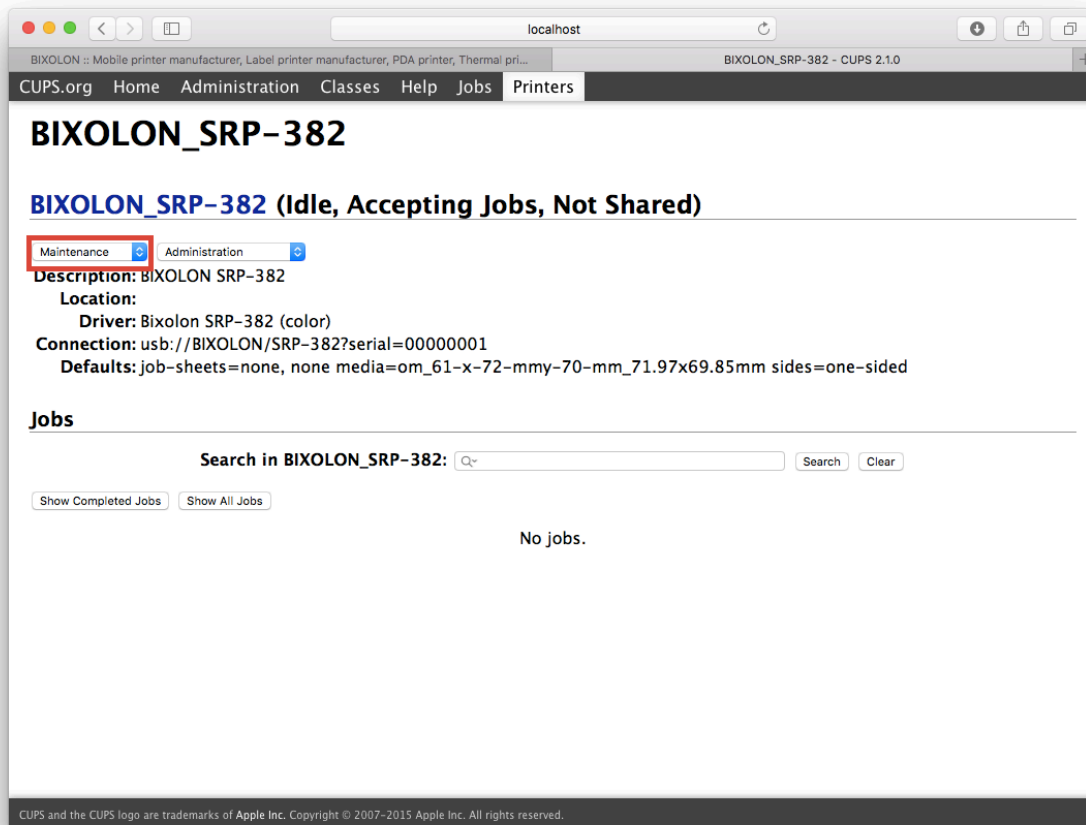 localhost
BIXOLON :: Mobile printer manufacturer, Label printer manufacturer, PDA printer, Thermal pri...
BIXOLON_SRP-382 - CUPS 2.1.0
CUPS.org Home Administration Classes Help Jobs Printers
BIXOLON_SRP-382
BIXOLON_SRP-382 (Idle, Accepting Jobs, Not Shared)
Maintenance Administration
Description: BIXOLON SRP-382
Location:
Driver: Bixolon SRP-382 (color)
Connection: usb://BIXOLON/SRP-382?serial=00000001
Defaults: job-sheets=none, none media=om_61-x-72-mmy-70-mm_71.97x69.85mm sides=one-sided
Jobs
Search in BIXOLON_SRP-382: Search Clear
Show Completed Jobs Show All Jobs
No jobs.
CUPS and the CUPS logo are trademarks of Apple Inc. Copyright © 2007-2015 Apple Inc. All rights reserved.